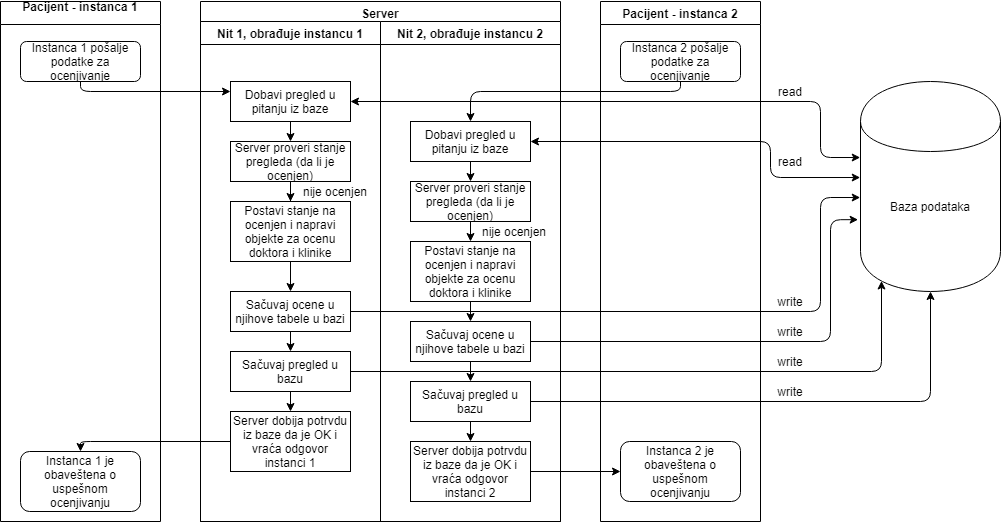 Pacijent - instanca 1
Server
Pacijent - instanca 2
Nit 1, obrađuje instancu 1
Nit 2, obrađuje instancu 2
Instanca 1 pošalje
podatke za
ocenjivanje
Instanca 2 pošalje
podatke za
ocenjivanje
Dobavi pregled u
pitanju iz baze
read
Dobavi pregled u
pitanju iz baze
read
Server proveri stanje
pregleda (da li je
ocenjen)
nije ocenjen
Server proveri stanje
pregleda (da li je
ocenjen)
nije ocenjen
Baza podataka
Postavi stanje na
ocenjen i napravi
objekte za ocenu
doktora i klinike
Postavi stanje na
ocenjen i napravi
objekte za ocenu
doktora i klinike
Sačuvaj ocene u
njihove tabele u bazi
write
Sačuvaj ocene u
njihove tabele u bazi
write
Sačuvaj pregled u
bazu
write
Sačuvaj pregled u
bazu
write
Server dobija potrvdu
iz baze da je OK i
vraća odgovor
instanci 1
Server dobija potrvdu
iz baze da je OK i
vraća odgovor
instanci 2
Instanca 1 je
obaveštena o
uspešnom
ocenjivanju
Instanca 2 je
obaveštena o
uspešnom
ocenjivanju